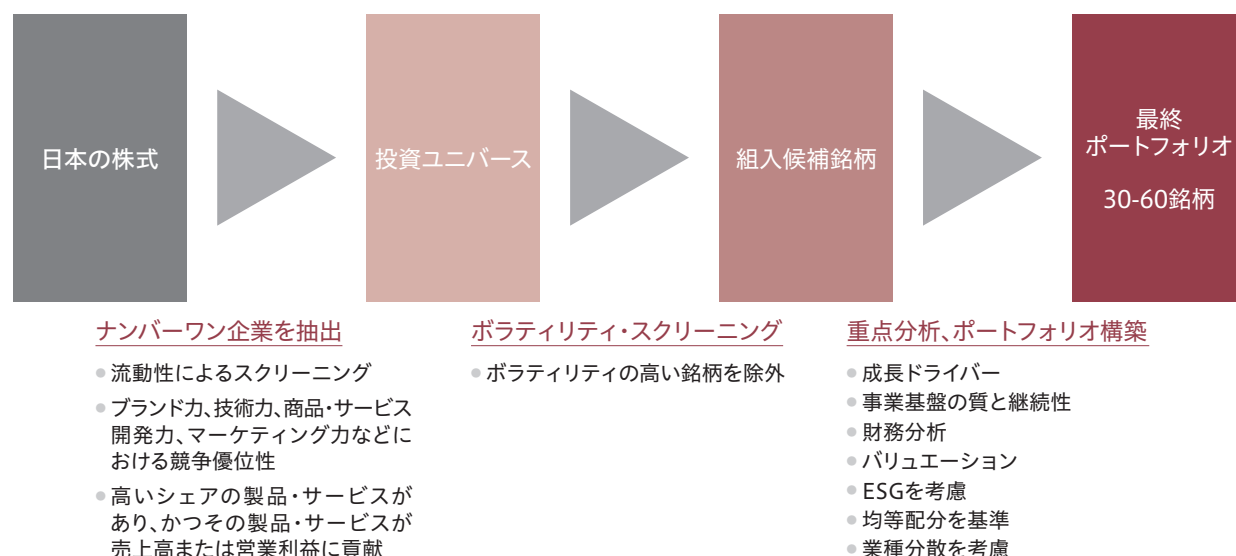 日本の株式
投資ユニバース
組入候補銘柄
最終
ポートフォリオ
30-60銘柄
ナンバーワン企業を抽出
• 流動性によるスクリーニング
• ブランド力、技術力、商品・サービス
開発力、マーケティング力などに
おける競争優位性
• 高いシェアの製品・サービスが
あり、かつその製品・サービスが
売上高または営業利益に貢献
ボラティリティ・スクリーニング
• ボラティリティの高い銘柄を除外
重点分析、ポートフォリオ構築
• 成長ドライバー
• 事業基盤の質と継続性
• 財務分析
• バリュエーション
• ESGを考慮
• 均等配分を基準
• 業種分散を考慮